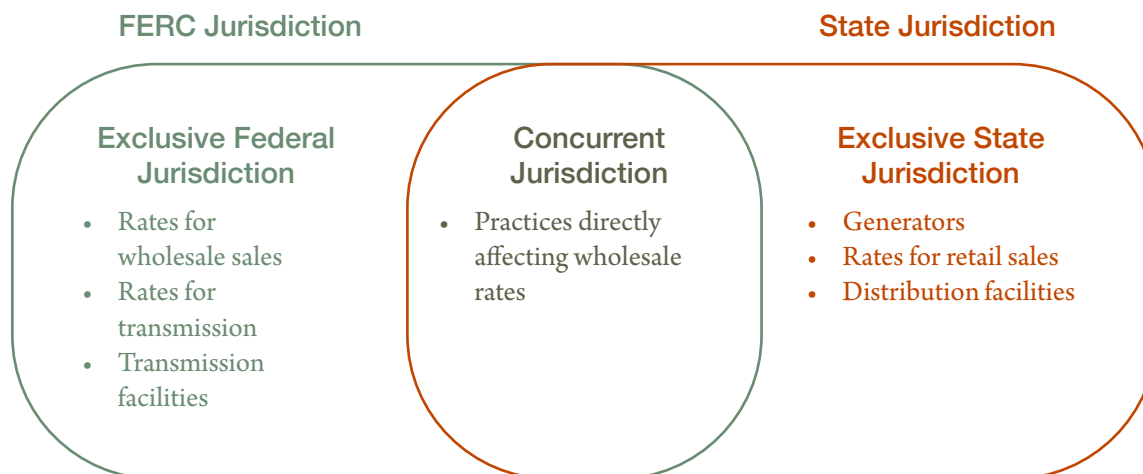 FERC Jurisdiction
State Jurisdiction
Exclusive Federal
Jurisdiction
• Rates for
wholesale sales
• Rates for
transmission
• Transmission
facilities
Concurrent
Jurisdiction
• Practices directly
affecting wholesale
rates
Exclusive State
Jurisdiction
• Generators
• Rates for retail sales
• Distribution facilities